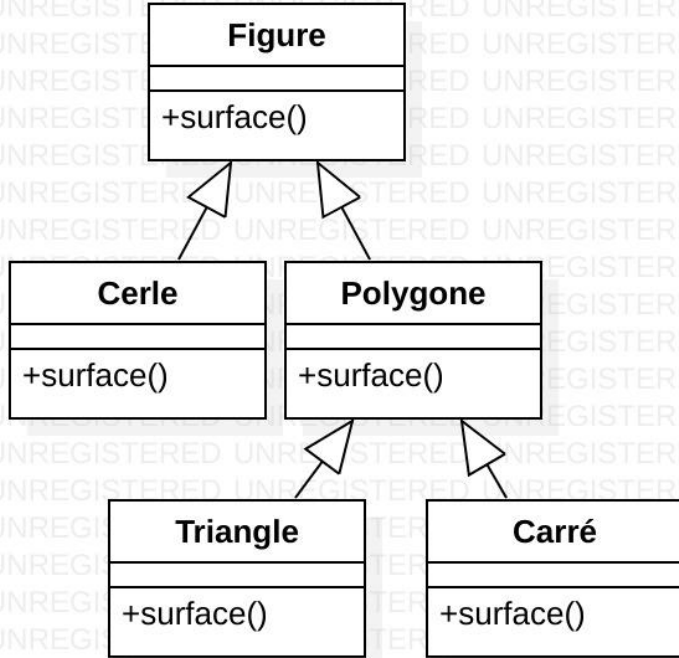 Figure
+surface()
Cerle
Polygone
+surface()
+surface()
Triangle
Carré
+surface()
+surface()